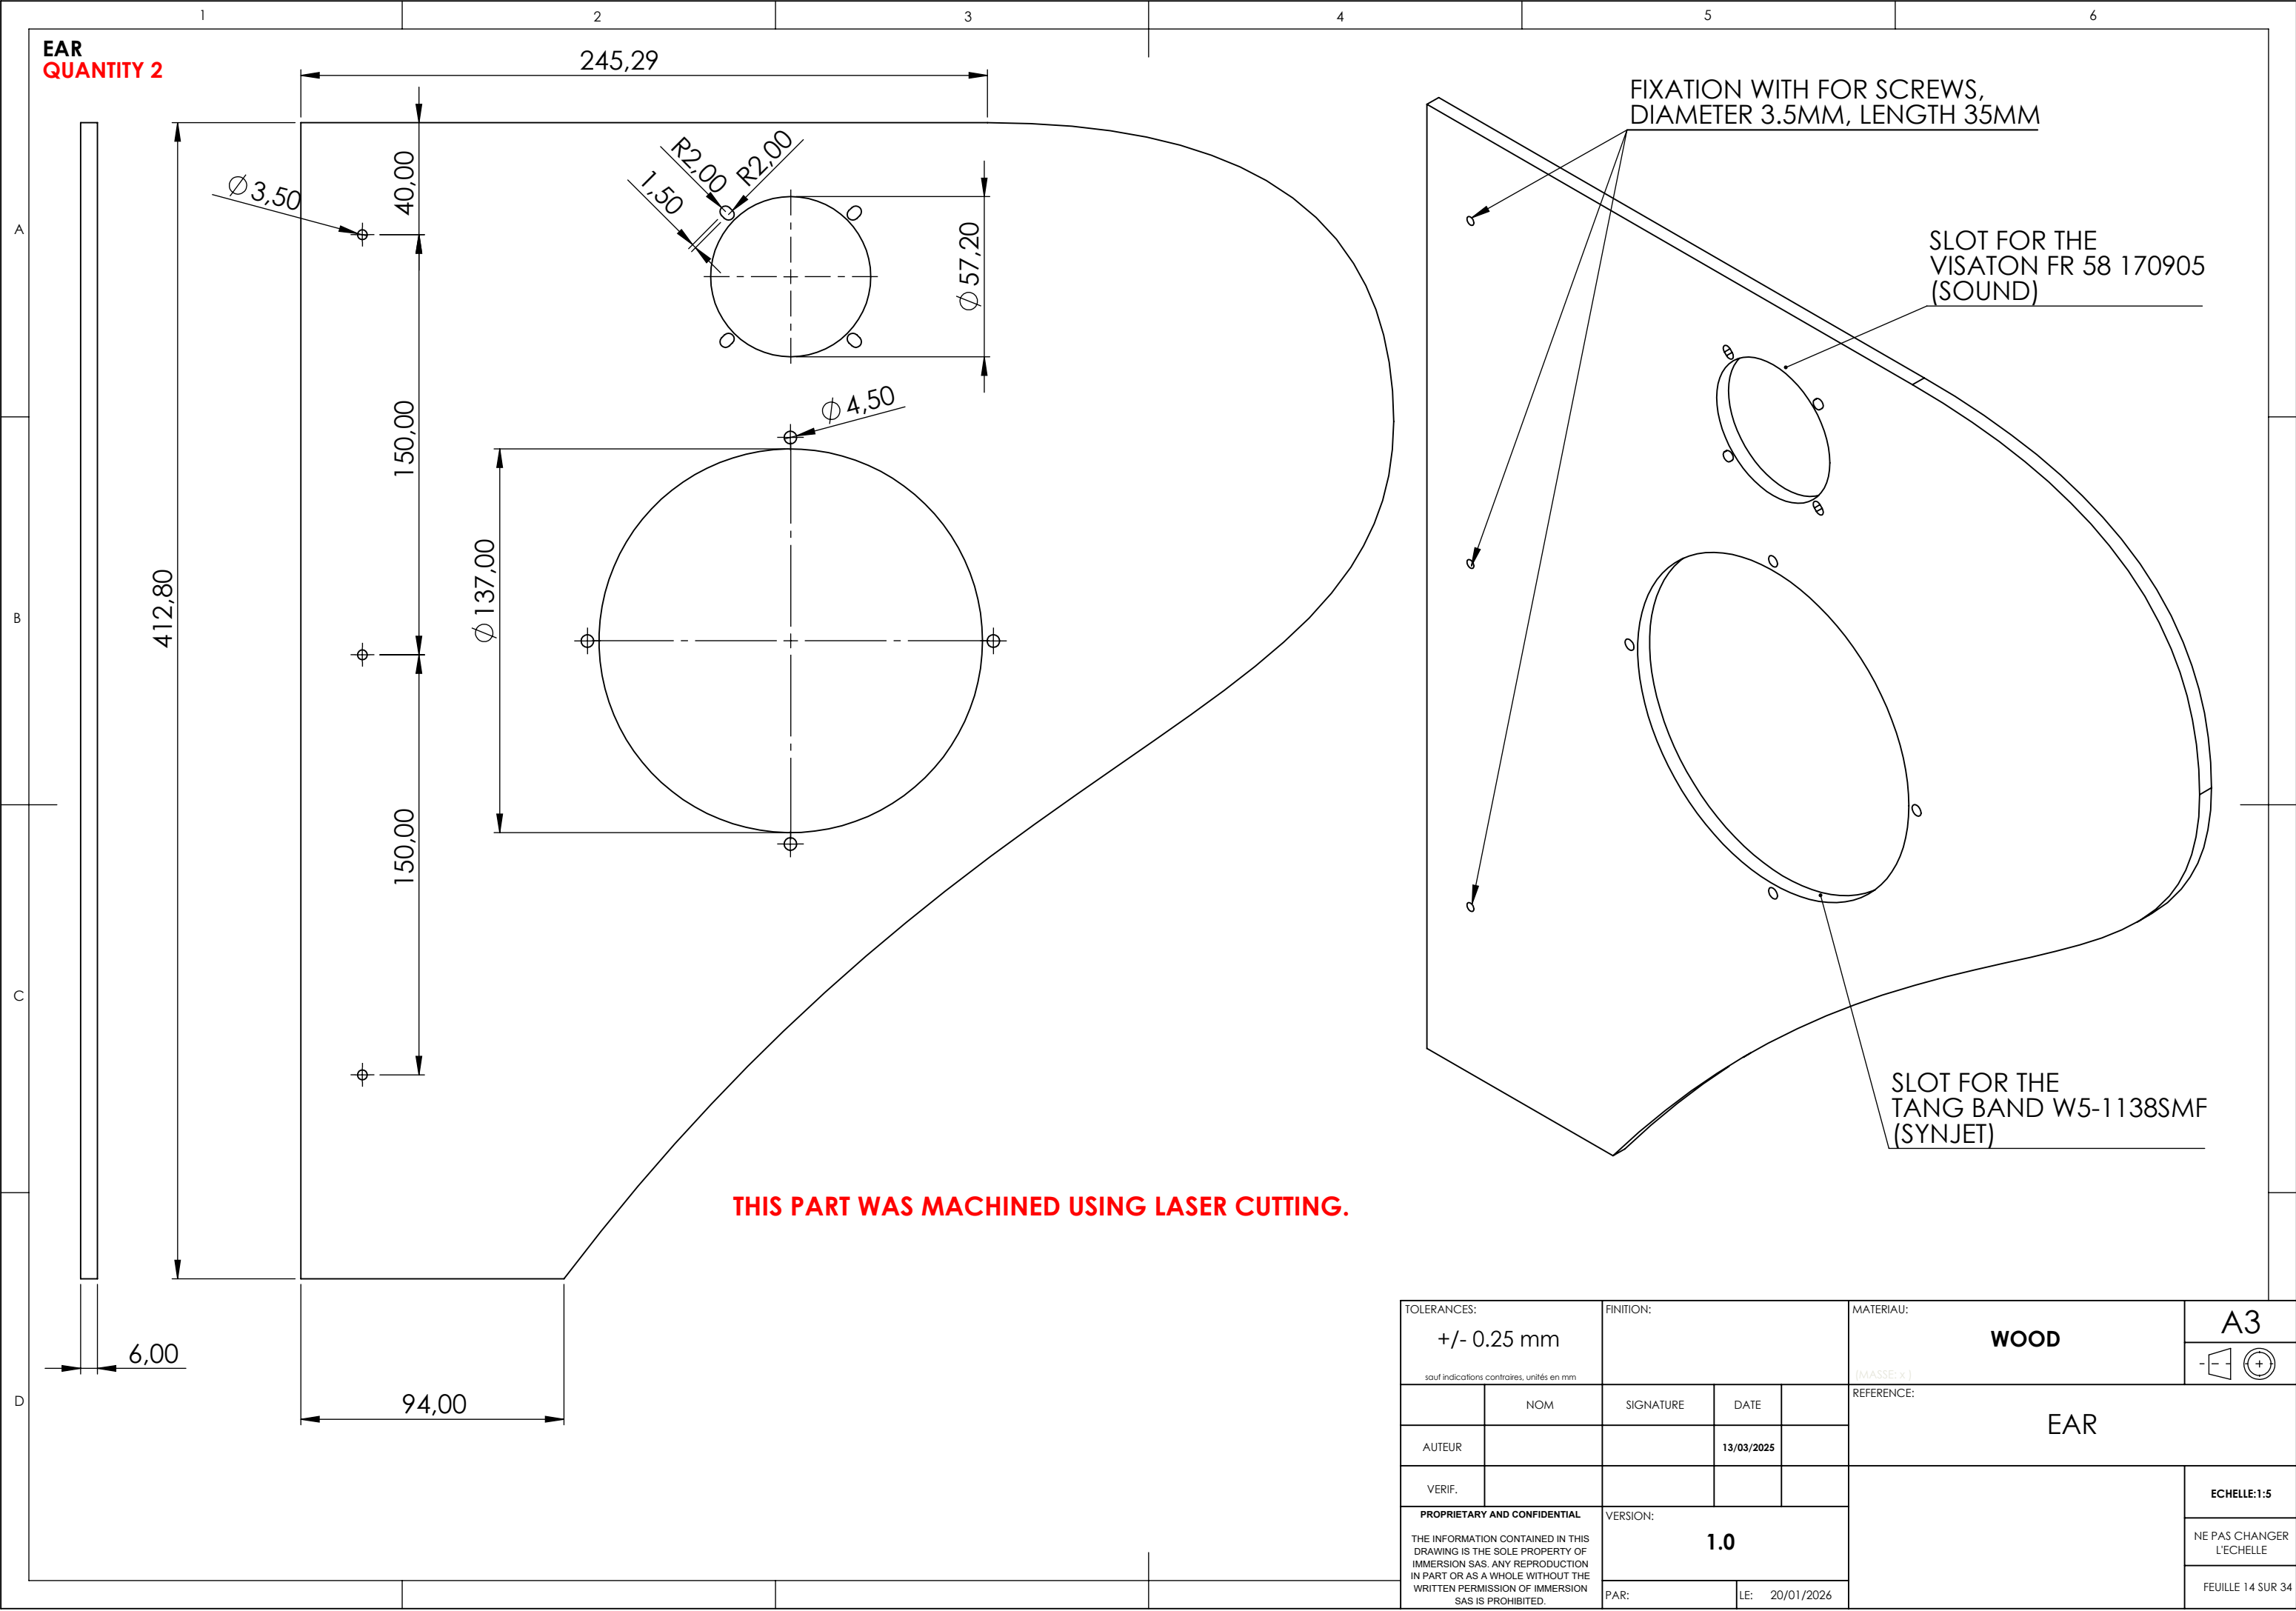 1 2 3 4 5 6
A
B
C
D
EAR
QUANTITY 2
245,29
40,00
∅ 3,50
R2,00
R2,00
1,50
∅ 57,20
150,00
∅ 4,50
412,80
∅ 137,00
150,00
6,00
94,00
FIXATION WITH FOR SCREWS,
DIAMETER 3.5MM, LENGTH 35MM
SLOT FOR THE
VISATON FR 58 170905
(SOUND)
SLOT FOR THE
TANG BAND W5-1138SMF
(SYNJET)
THIS PART WAS MACHINED USING LASER CUTTING.
TOLERANCES:
+/- 0.25 mm
sauf indications contraires, unités en mm
FINITION:
MATERIAU:
WOOD
(MASSE: x )
A3
NOM SIGNATURE DATE
AUTEUR 13/03/2025
VERIF.
REFERENCE:
EAR
PROPRIETARY AND CONFIDENTIAL
THE INFORMATION CONTAINED IN THIS
DRAWING IS THE SOLE PROPERTY OF
IMMERSION SAS. ANY REPRODUCTION
IN PART OR AS A WHOLE WITHOUT THE
WRITTEN PERMISSION OF IMMERSION
SAS IS PROHIBITED.
VERSION:
1.0
PAR: LE: 20/01/2026
ECHELLE:1:5
NE PAS CHANGER
L'ECHELLE
FEUILLE 14 SUR 34